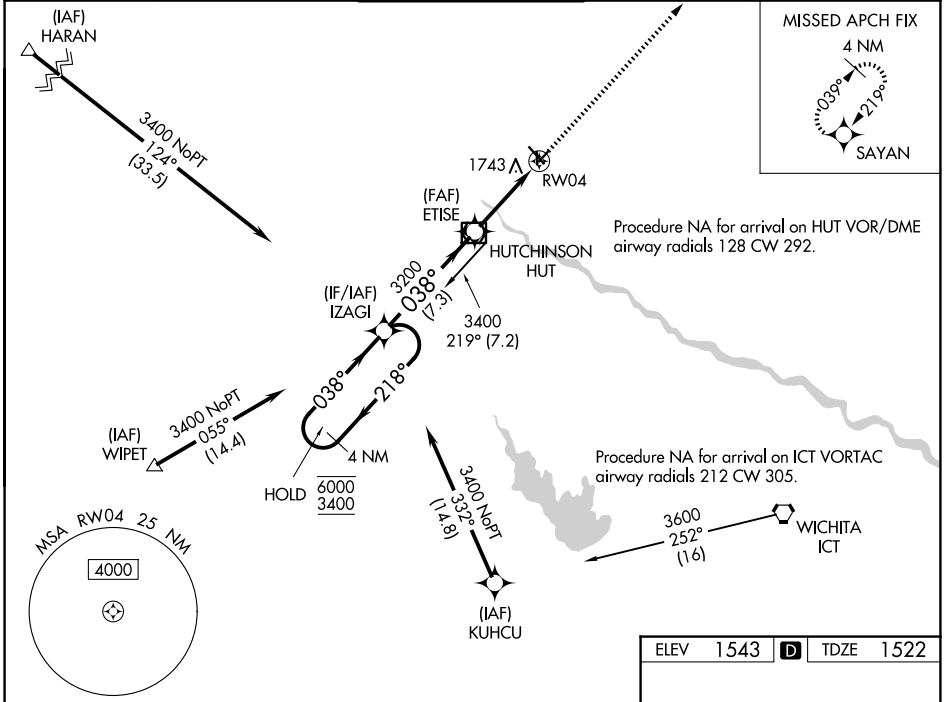 (IAF)
HARAN
3400 NoPT
124°
(33.5)
MISSED APCH FIX
4 NM
039°
219°
SAYAN
1743
RW04
(FAF)
ETISE
HUTCHINSON
HUT
Procedure NA for arrival on HUT VOR/DME
airway radials 128 CW 292.
3200
038°
(7.3)
3400
219° (7.2)
(IF/IAF)
IZAGI
038°
218°
4 NM
HOLD
6000
3400
3400 NoPT
055°
(14.4)
(IAF)
WIPET
3400 NoPT
332°
(14.8)
(IAF)
KUHCU
Procedure NA for arrival on ICT VORTAC
airway radials 212 CW 305.
3600
252°
(16)
WICHITA
ICT
MSA RW04 25 NM
4000
ELEV 1543 D TDZE 1522